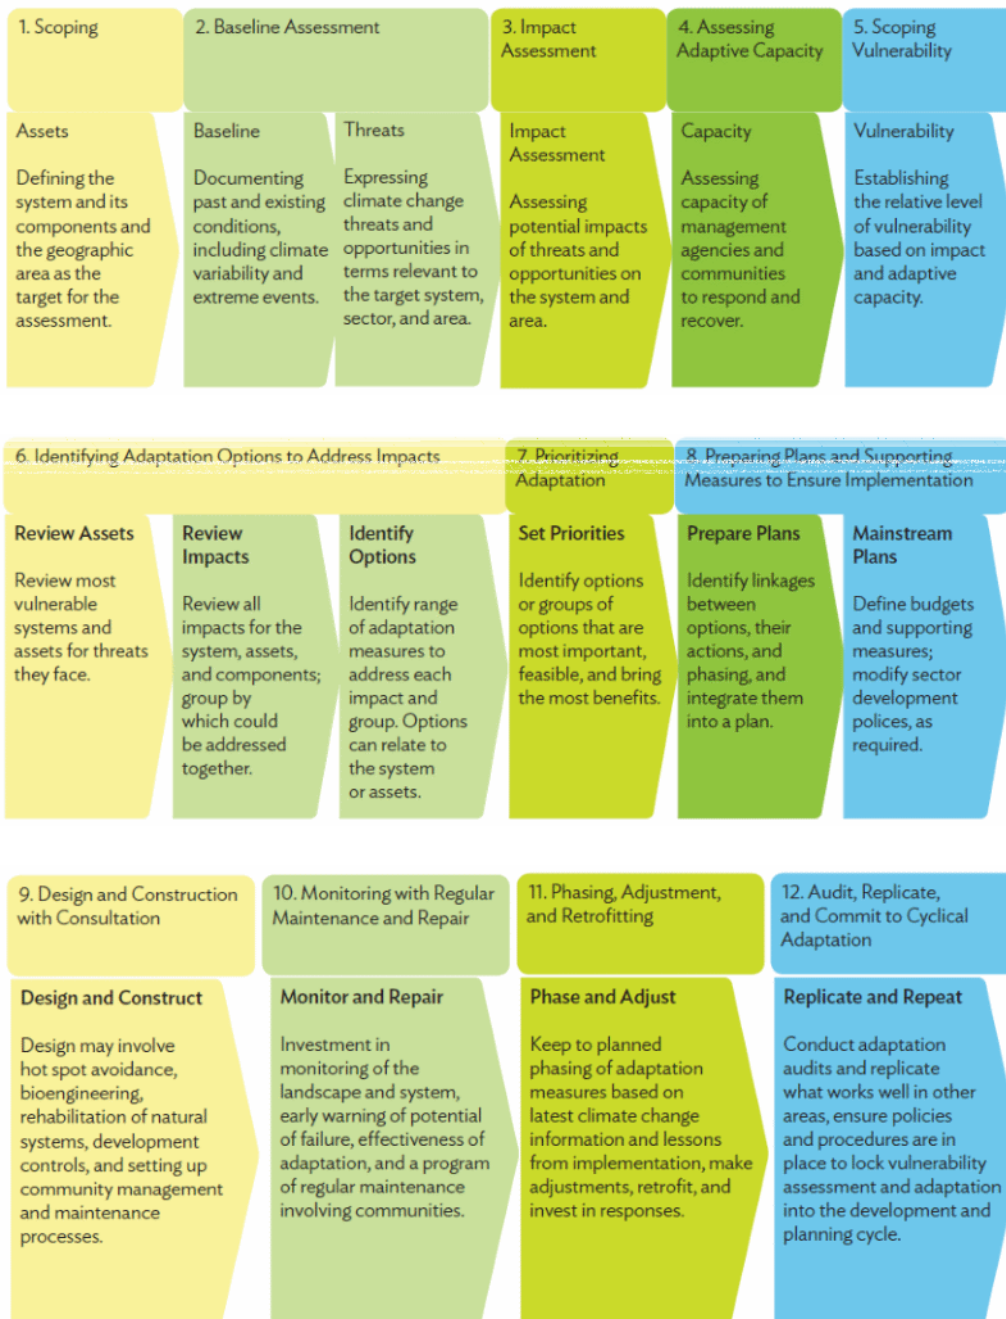 1. Scoping
2. Baseline Assessment
3. Impact
Assessment
4. Assessing
Adaptive Capacity
5. Scoping
Vulnerability
Assets
Defining the
system and its
components and
the geographic
area as the
target for the
assessment.
Baseline
Documenting
past and existing
conditions,
including climate
variability and
extreme events.
Threats
Expressing
climate change
threats and
opportunities in
terms relevant to
the target system,
sector, and area.
Impact
Assessment
Assessing
potential impacts
of threats and
opportunities on
the system and
area.
Capacity
Assessing
capacity of
management
agencies and
communities
to respond and
recover.
Vulnerability
Establishing
the relative level
of vulnerability
based on impact
and adaptive
capacity.
6. Identifying Adaptation Options to Address Impacts
7. Prioritizing
Adaptation
8. Preparing Plans and Supporting
Measures to Ensure Implementation
Review Assets
Review most
vulnerable
systems and
assets for threats
they face.
Review
Impacts
Review all
impacts for the
system, assets,
and components;
group by
which could
be addressed
together.
Identify
Options
Identify range
of adaptation
measures to
address each
impact and
group. Options
can relate to
the system
or assets.
Set Priorities
Identify options
or groups of
options that are
most important,
feasible, and bring
the most benefits.
Prepare Plans
Identify linkages
between
options, their
actions, and
phasing, and
integrate them
into a plan.
Mainstream
Plans
Define budgets
and supporting
measures;
modify sector
development
polices, as
required.
9. Design and Construction
with Consultation
10. Monitoring with Regular
Maintenance and Repair
11. Phasing, Adjustment,
and Retrofitting
12. Audit, Replicate,
and Commit to Cyclical
Adaptation
Design and Construct
Design may involve
hot spot avoidance,
bioengineering,
rehabilitation of natural
systems, development
controls, and setting up
community management
and maintenance
processes.
Monitor and Repair
Investment in
monitoring of the
landscape and system,
early warning of potential
of failure, effectiveness of
adaptation, and a program
of regular maintenance
involving communities.
Phase and Adjust
Keep to planned
phasing of adaptation
measures based on
latest climate change
information and lessons
from implementation, make
adjustments, retrofit, and
invest in responses.
Replicate and Repeat
Conduct adaptation
audits and replicate
what works well in other
areas, ensure policies
and procedures are in
place to lock vulnerability
assessment and adaptation
into the development and
planning cycle.